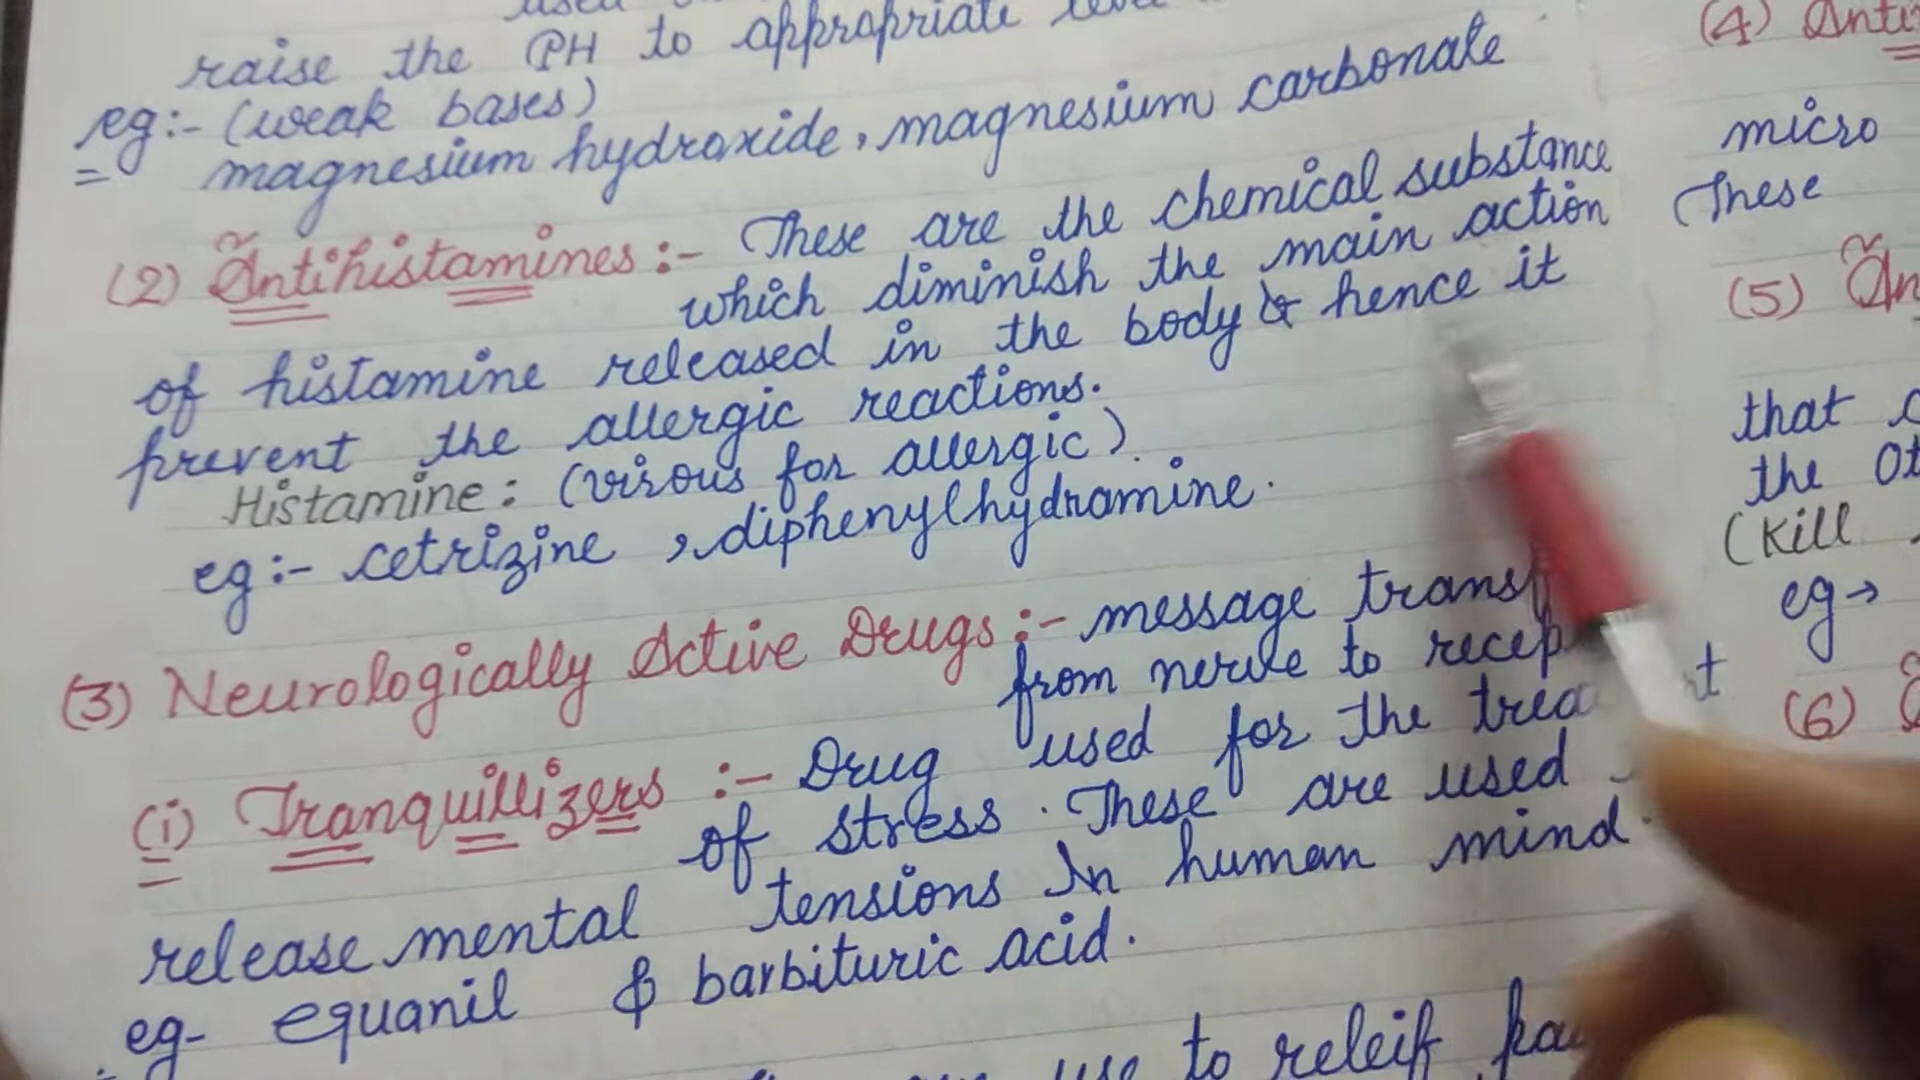 raise the PH to appropriate
eg:- (weak bases)
magnesium hydroxide, magnesium carbonate
(2) Antihistamines :- These are the chemical substance
which diminish the main action
of histamine released in the body & hence it
prevent the allergic reactions.
Histamine: (virous for allergic).
eg:- cetrizine, diphenylhydramine.
(3) Neurologically Active Drugs :- message
from nerve to
(i) Tranquillizers :- Drug used for the
of stress. These are used
release mental tensions In human mind.
eg- equanil & barbituric acid.
use to releif
(4)
micro
These
(5)
that
the
(Kill
eg→
(6)